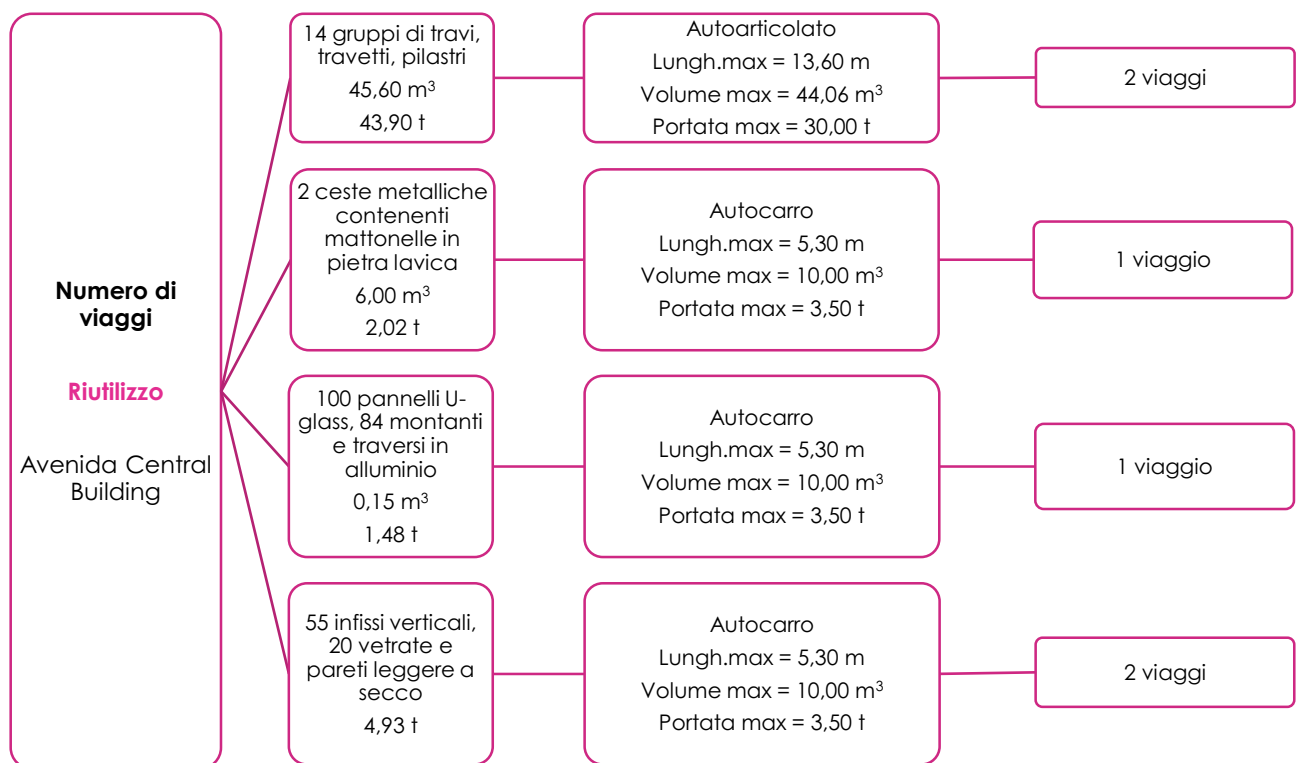 Numero di
viaggi
Riutilizzo
Avenida Central
Building
14 gruppi di travi,
travetti, pilastri
45,60 m³
43,90 t
Autoarticolato
Lungh.max = 13,60 m
Volume max = 44,06 m³
Portata max = 30,00 t
2 viaggi
2 ceste metalliche
contenenti
mattonelle in
pietra lavica
6,00 m³
2,02 t
Autocarro
Lungh.max = 5,30 m
Volume max = 10,00 m³
Portata max = 3,50 t
1 viaggio
100 pannelli U-
glass, 84 montanti
e traversi in
alluminio
0,15 m³
1,48 t
Autocarro
Lungh.max = 5,30 m
Volume max = 10,00 m³
Portata max = 3,50 t
1 viaggio
55 infissi verticali,
20 vetrate e
pareti leggere a
secco
4,93 t
Autocarro
Lungh.max = 5,30 m
Volume max = 10,00 m³
Portata max = 3,50 t
2 viaggi